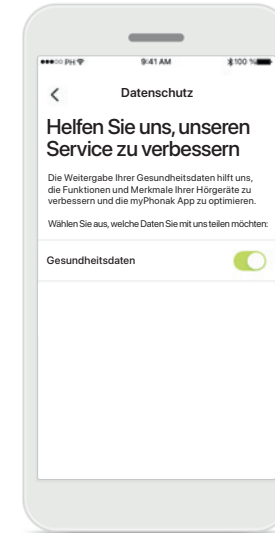 ●●●○○ PH 9:41 AM 100 %
Datenschutz
Helfen Sie uns, unseren
Service zu verbessern
Die Weitergabe Ihrer Gesundheitsdaten hilft uns,
die Funktionen und Merkmale Ihrer Hörgeräte zu
verbessern und die myPhonak App zu optimieren.
Wählen Sie aus, welche Daten Sie mit uns teilen möchten:
Gesundheitsdaten